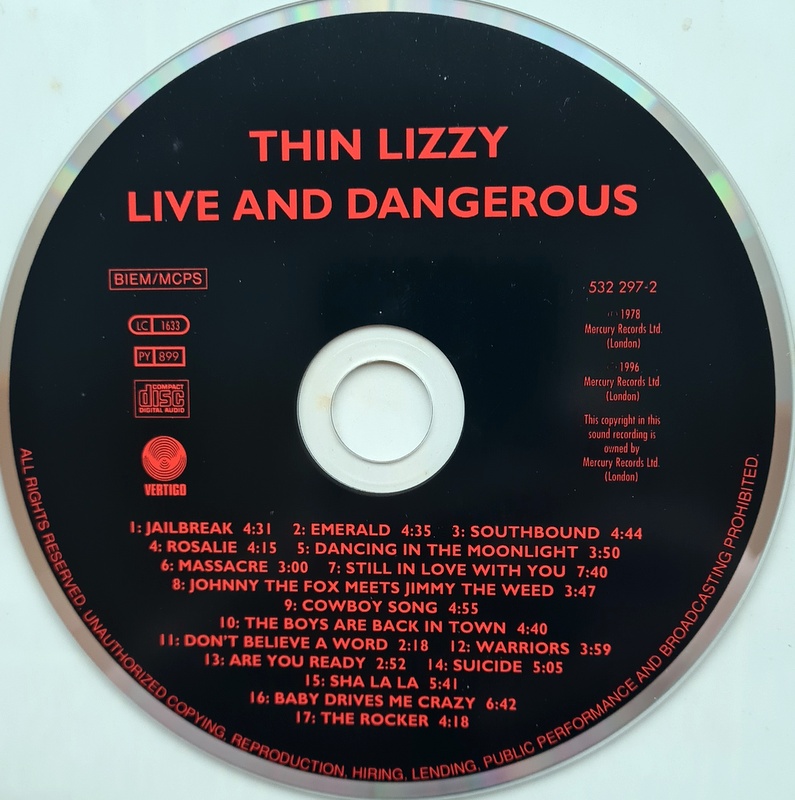 THIN LIZZY
LIVE AND DANGEROUS
BIEM/MCPS
LC 1633
PY 899
COMPACT
disc
DIGITAL AUDIO
VERTIGO
532 297-2
1978
Mercury Records Ltd.
(London)
1996
Mercury Records Ltd.
(London)
This copyright in this
sound recording is
owned by
Mercury Records Ltd.
(London)
1: JAILBREAK 4:31 2: EMERALD 4:35 3: SOUTHBOUND 4:44
4: ROSALIE 4:15 5: DANCING IN THE MOONLIGHT 3:50
6: MASSACRE 3:00 7: STILL IN LOVE WITH YOU 7:40
8: JOHNNY THE FOX MEETS JIMMY THE WEED 3:47
9: COWBOY SONG 4:55
10: THE BOYS ARE BACK IN TOWN 4:40
11: DON'T BELIEVE A WORD 2:18 12: WARRIORS 3:59
13: ARE YOU READY 2:52 14: SUICIDE 5:05
15: SHA LA LA 5:41
16: BABY DRIVES ME CRAZY 6:42
17: THE ROCKER 4:18
ALL RIGHTS RESERVED. UNAUTHORIZED COPYING, REPRODUCTION, HIRING, LENDING, PUBLIC PERFORMANCE AND BROADCASTING PROHIBITED.